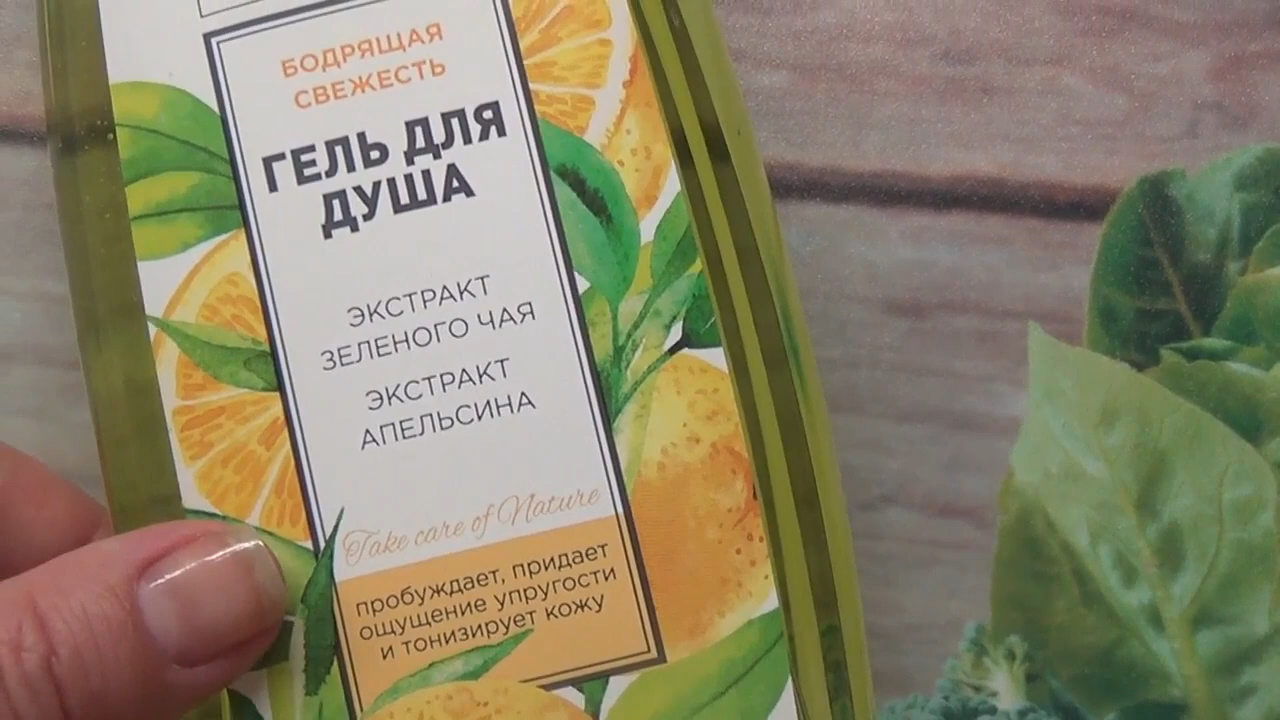 БОДРЯЩАЯ
СВЕЖЕСТЬ
ГЕЛЬ ДЛЯ
ДУША
ЭКСТРАКТ
ЗЕЛЕНОГО ЧАЯ
ЭКСТРАКТ
АПЕЛЬСИНА
Take care of Nature
пробуждает, придает
ощущение упругости
и тонизирует кожу